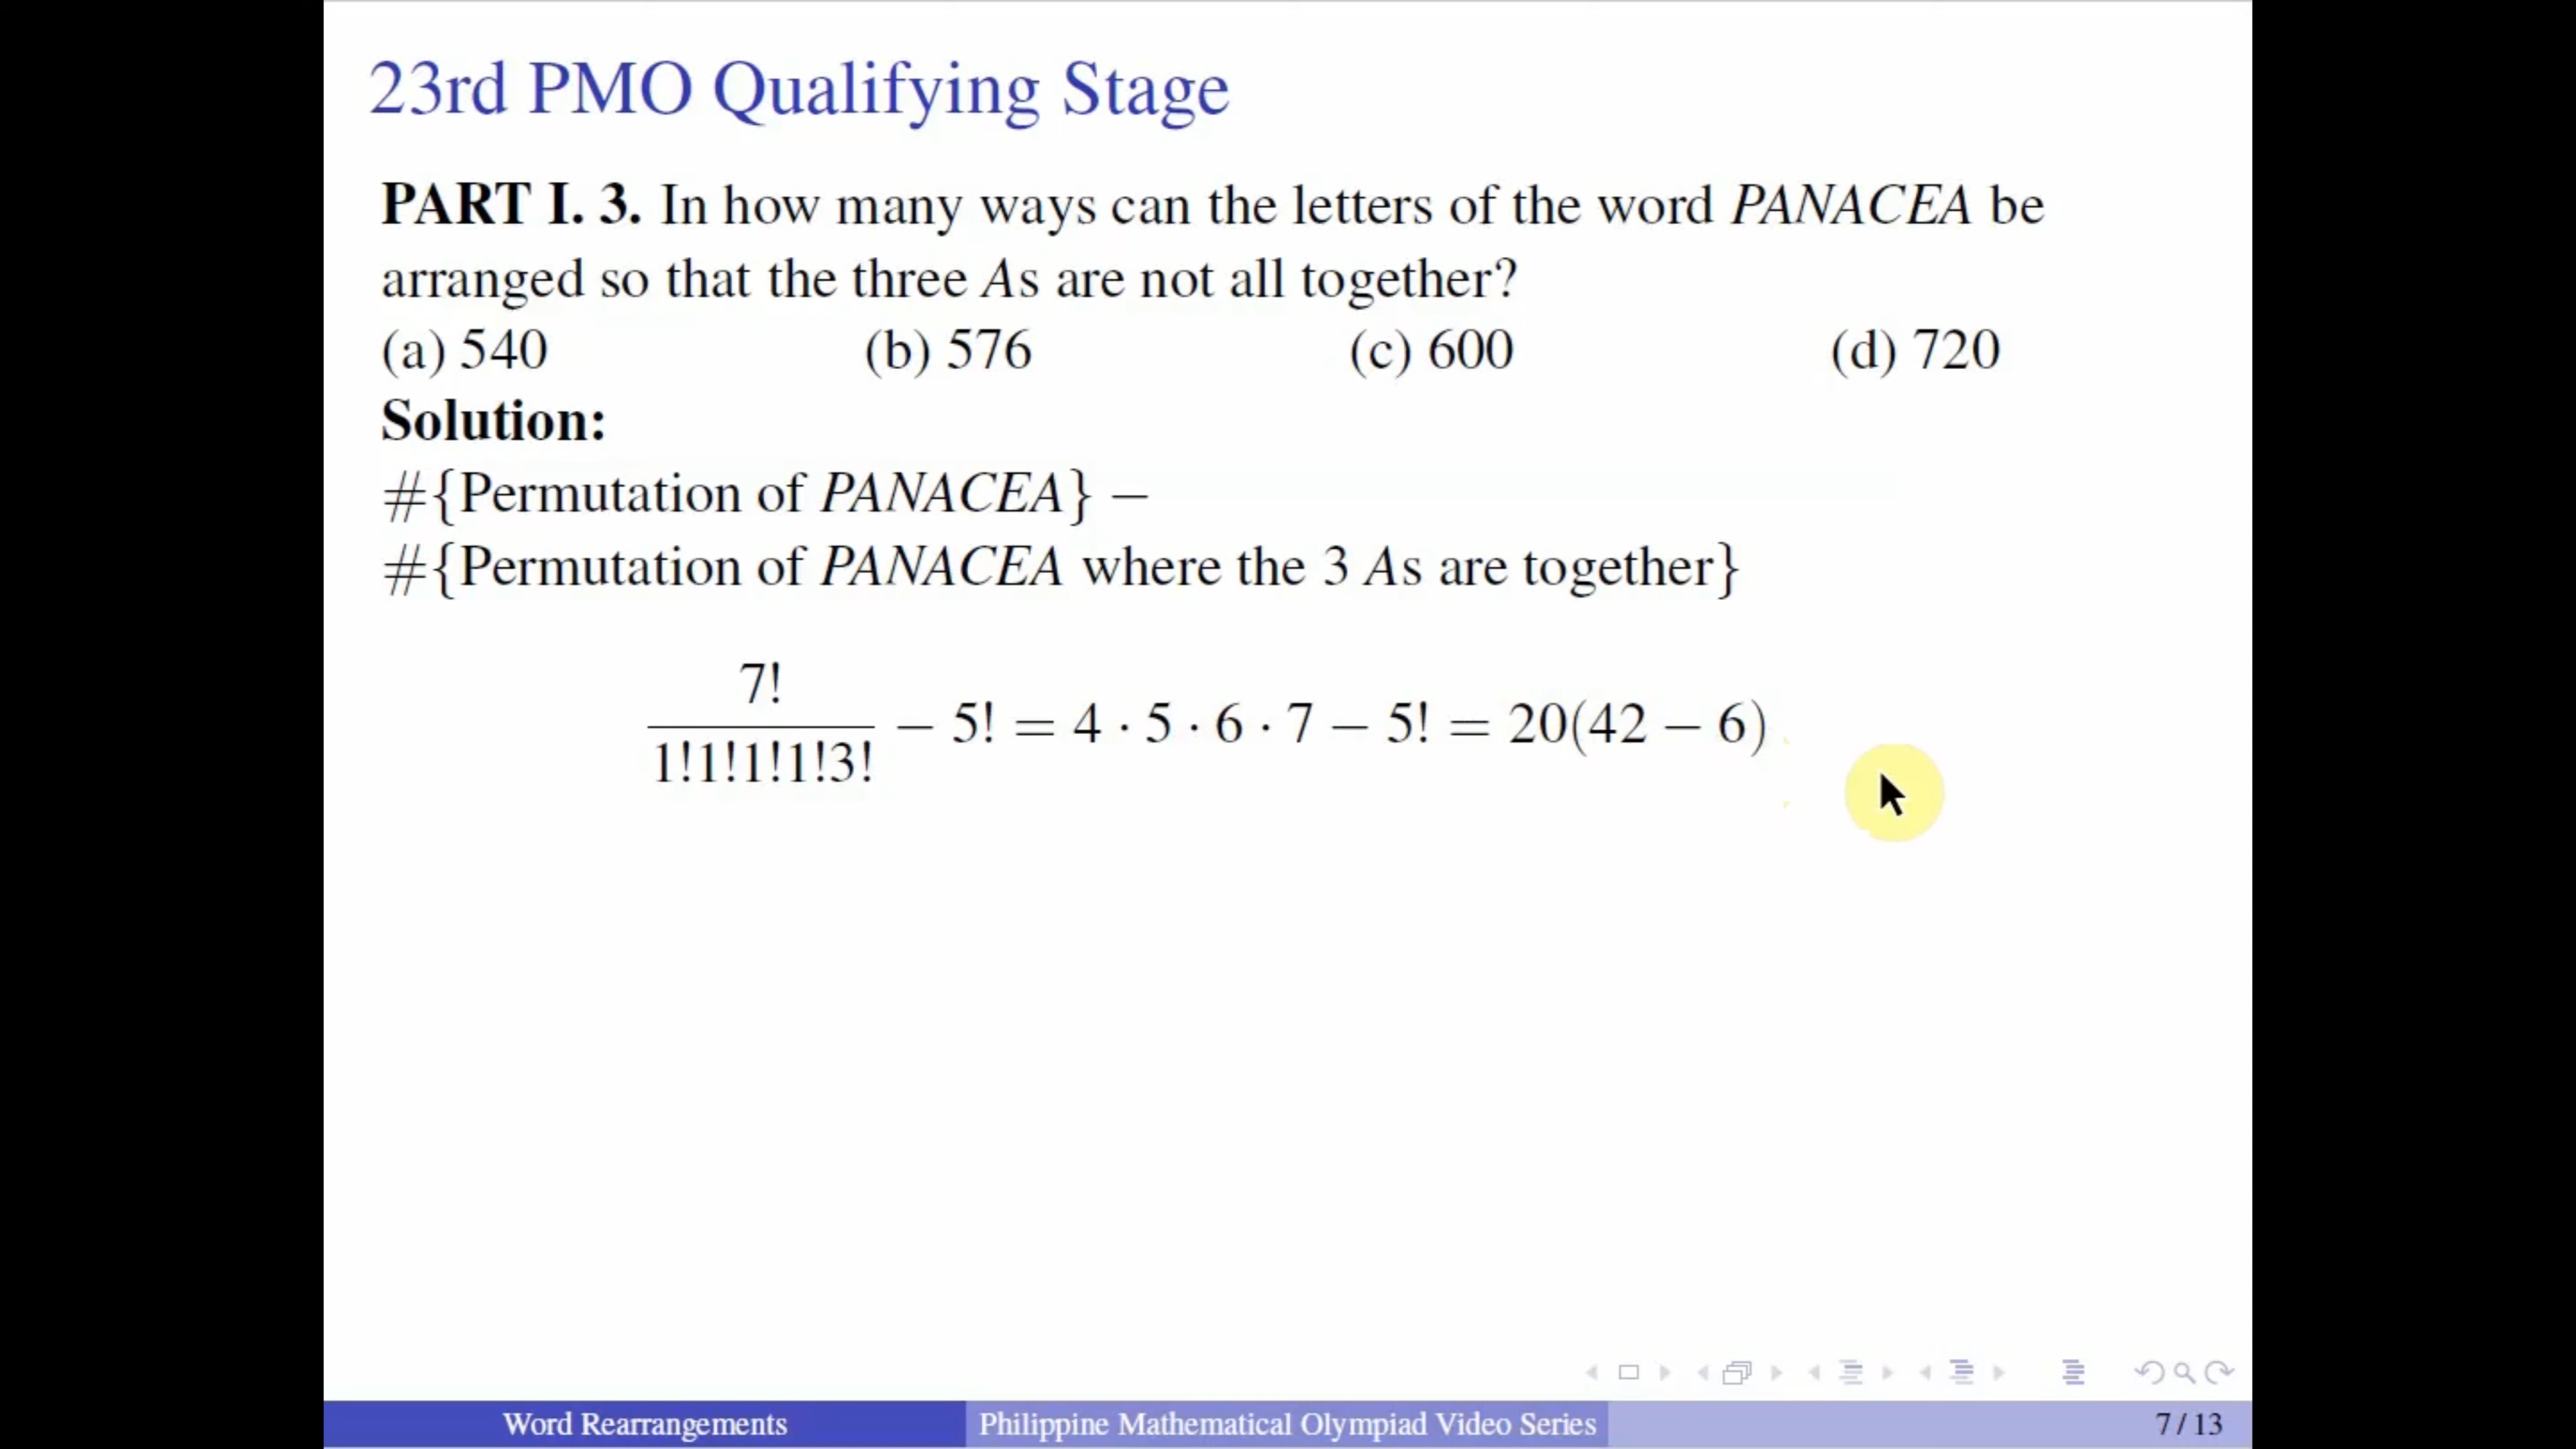 23rd PMO Qualifying Stage
PART I. 3. In how many ways can the letters of the word PANACEA be
arranged so that the three As are not all together?
(a) 540 (b) 576 (c) 600 (d) 720
Solution:
#{Permutation of PANACEA} −
#{Permutation of PANACEA where the 3 As are together}
7!
1!1!1!1!3! − 5! = 4 · 5 · 6 · 7 − 5! = 20(42 − 6)
Word Rearrangements Philippine Mathematical Olympiad Video Series 7 / 13